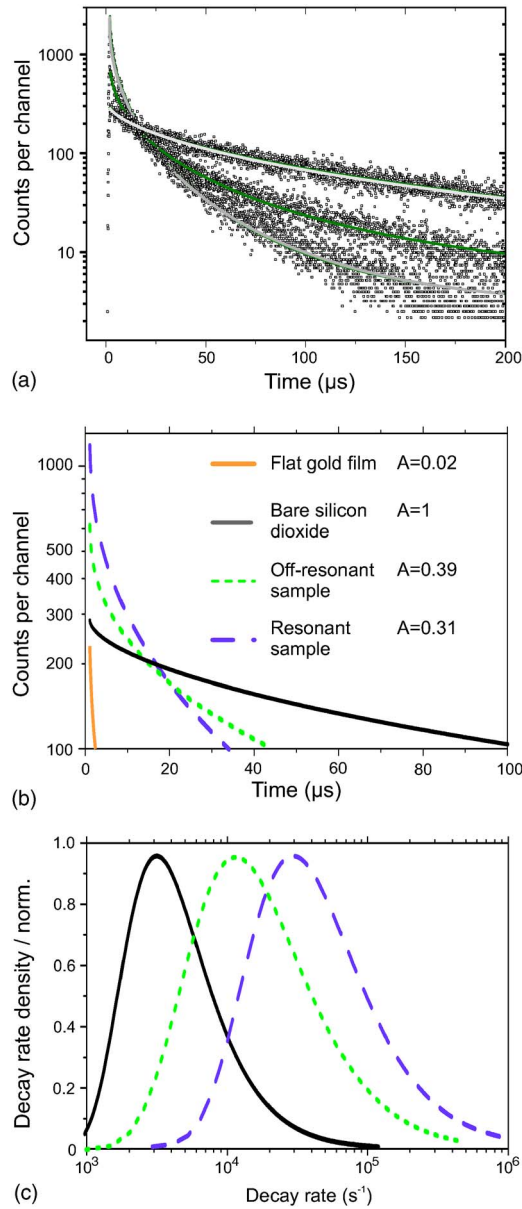 1000
100
10
Counts per channel
0
50
100
150
200
Time (μs)
(a)
1000
500
400
300
200
100
Counts per channel
Flat gold film A=0.02
Bare silicon A=1
dioxide
Off-resonant A=0.39
sample
Resonant A=0.31
sample
0
20
40
60
80
100
Time (μs)
(b)
1.0
0.8
0.6
0.4
0.2
0
Decay rate density / norm.
10³
10⁴
10⁵
10⁶
Decay rate (s⁻¹)
(c)